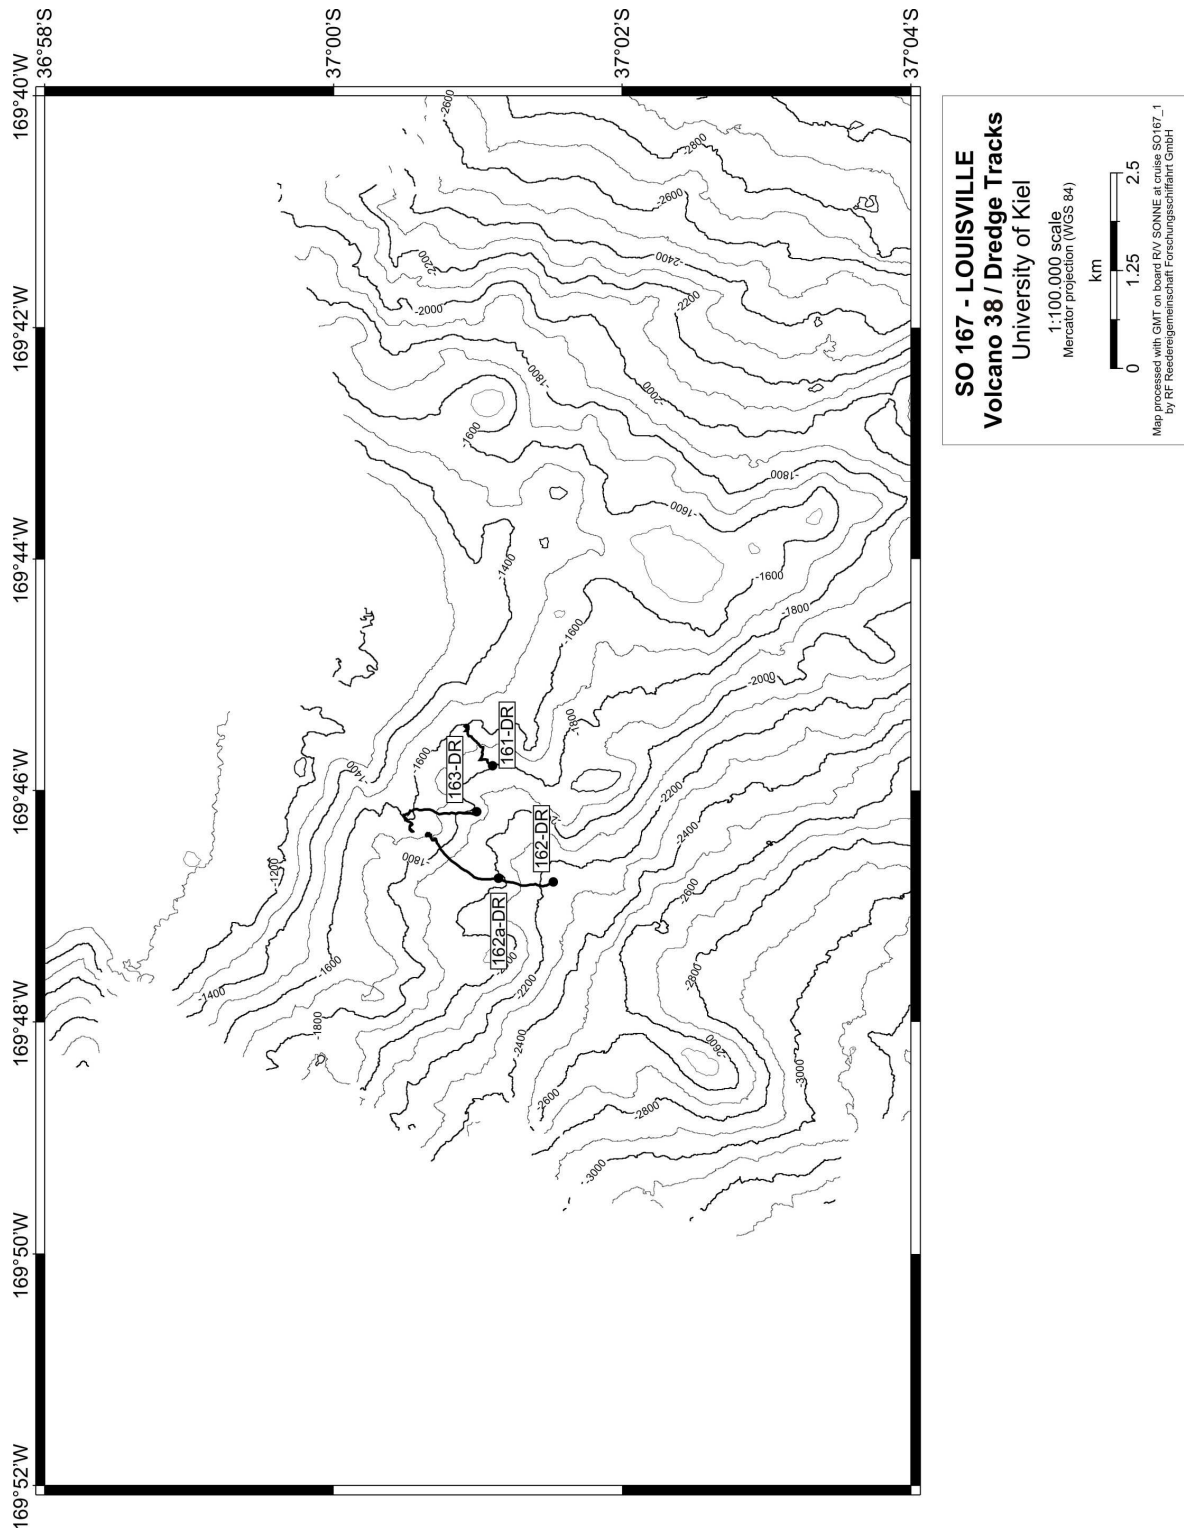 169°52'W
169°50'W
169°48'W
169°46'W
169°44'W
169°42'W
169°40'W
36°58'S
37°00'S
37°02'S
37°04'S
-1400
-1200
-1800
-1600
-1400
-1800
-1600
-2000
-2200
-2600
163-DR
-1600
162a-DR
161-DR
-1400
-2400
-2200
-1800
162-DR
-2600
-1800
-1600
-3000
-2800
-2000
-2400
-2600
-2200
-1600
-2400
-2600
-2200
-2800
-2800
-2600
-2000
-1600
-1800
-1800
-3000
SO 167 - LOUISVILLE
Volcano 38 / Dredge Tracks
University of Kiel
1:100.000 scale
Mercator projection (WGS 84)
km
0 1.25 2.5
Map processed with GMT on board R/V SONNE at cruise SO167_1
by RF Reedereigemeinschaft Forschungsschiffahrt GmbH